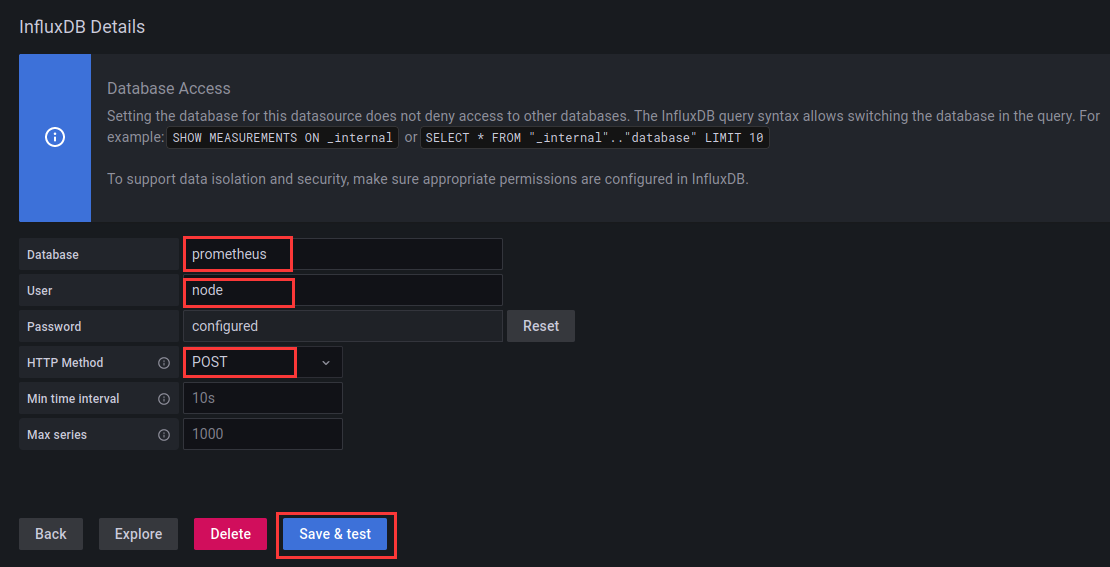 InfluxDB Details
Database Access
Setting the database for this datasource does not deny access to other databases. The InfluxDB query syntax allows switching the database in the query. For
example: SHOW MEASUREMENTS ON _internal or SELECT * FROM "_internal".."database" LIMIT 10
To support data isolation and security, make sure appropriate permissions are configured in InfluxDB.
Database prometheus
User node
Password configured Reset
HTTP Method POST
Min time interval 10s
Max series 1000
Back Explore Delete Save & test